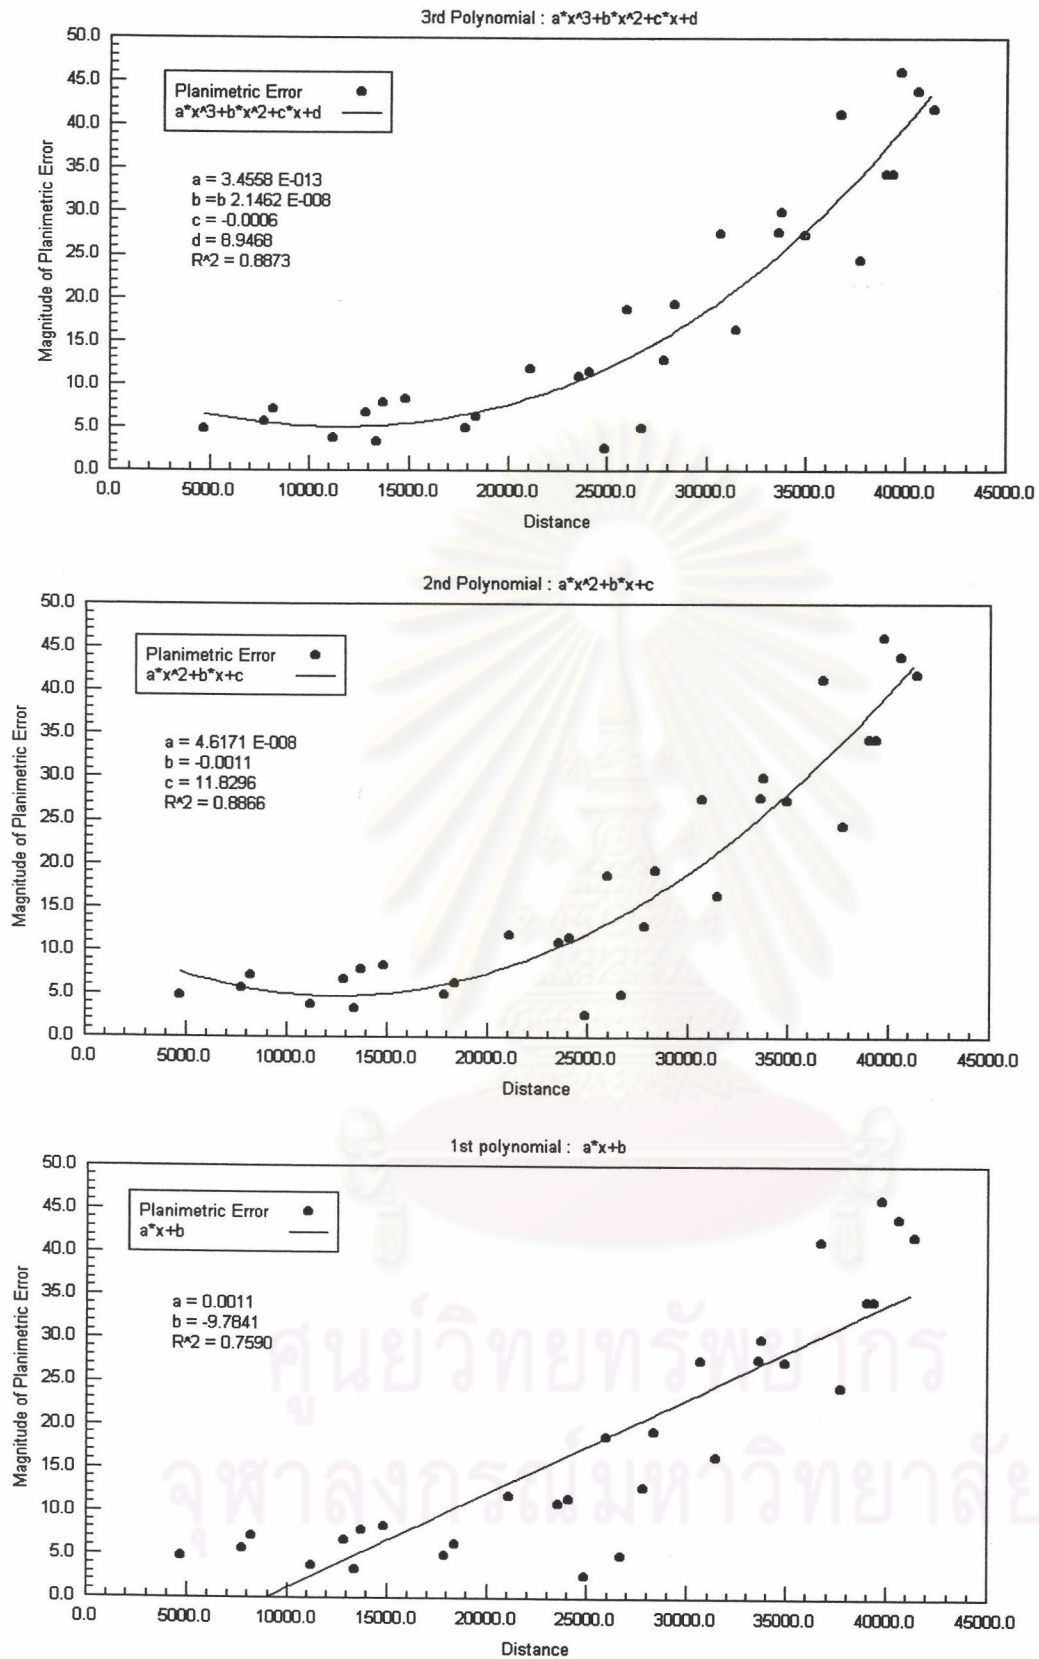 3rd Polynomial : a*x^3+b*x^2+c*x+d
50.0
45.0
40.0
35.0
30.0
25.0
20.0
15.0
10.0
5.0
0.0
Magnitude of Planimetric Error
Planimetric Error
a*x^3+b*x^2+c*x+d
a = 3.4558 E-013
b =b 2.1462 E-008
c = -0.0006
d = 8.9468
R^2 = 0.8873
0.0 5000.0 10000.0 15000.0 20000.0 25000.0 30000.0 35000.0 40000.0 45000.0
Distance
2nd Polynomial : a*x^2+b*x+c
50.0
45.0
40.0
35.0
30.0
25.0
20.0
15.0
10.0
5.0
0.0
Magnitude of Planimetric Error
Planimetric Error
a*x^2+b*x+c
a = 4.6171 E-008
b = -0.0011
c = 11.8296
R^2 = 0.8866
0.0 5000.0 10000.0 15000.0 20000.0 25000.0 30000.0 35000.0 40000.0 45000.0
Distance
1st polynomial : a*x+b
50.0
45.0
40.0
35.0
30.0
25.0
20.0
15.0
10.0
5.0
0.0
Magnitude of Planimetric Error
Planimetric Error
a*x+b
a = 0.0011
b = -9.7841
R^2 = 0.7590
0.0 5000.0 10000.0 15000.0 20000.0 25000.0 30000.0 35000.0 40000.0 45000.0
Distance
ศูนย์วิทยทรัพยากร
จุฬาลงกรณ์มหาวิทยาลัย